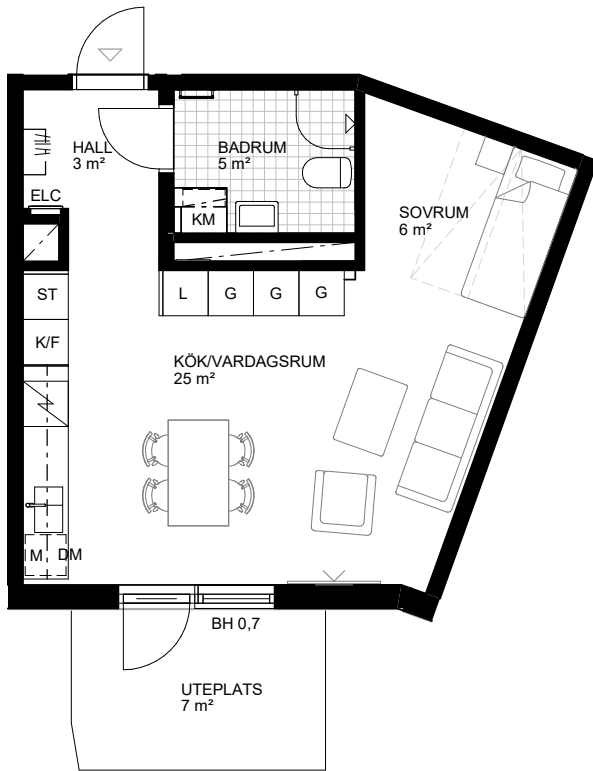 HALL
3 m²
BADRUM
5 m²
ELC
KM
SOVRUM
6 m²
ST
L
G
G
G
K/F
KÖK/VARDAGSRUM
25 m²
M
DM
BH 0,7
UTEPLATS
7 m²